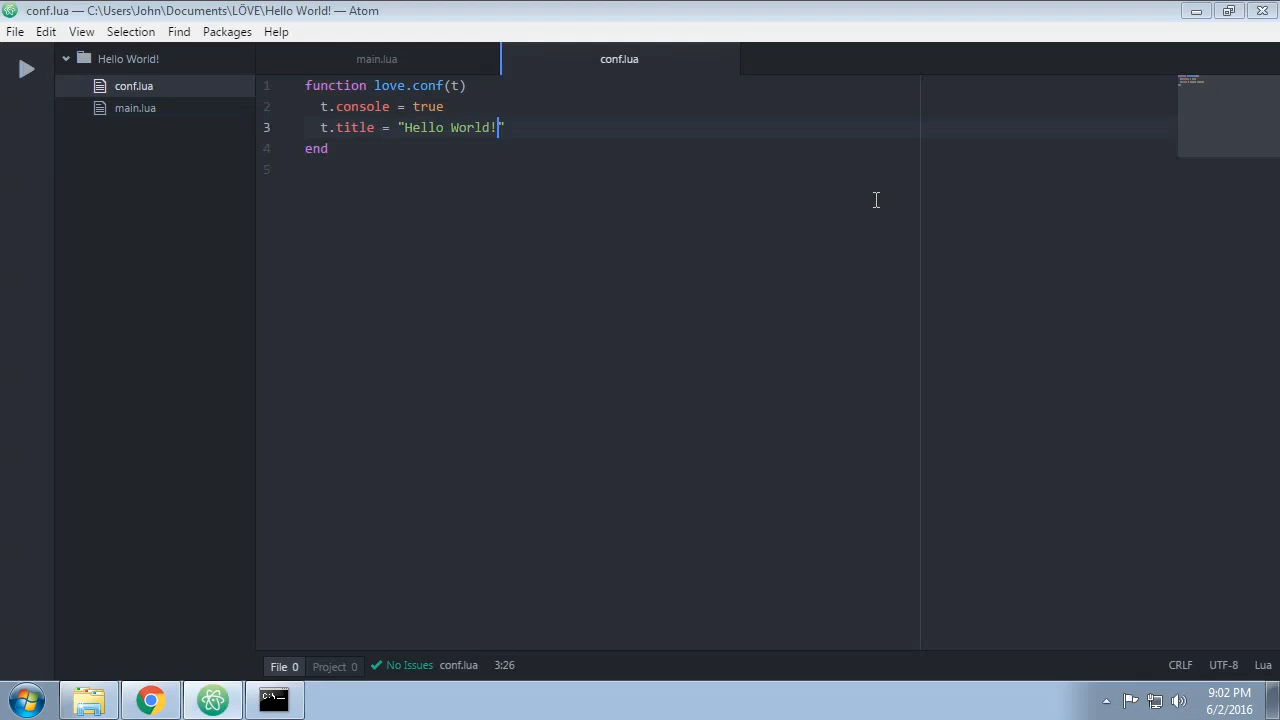 conf.lua — C:\Users\John\Documents\LÖVE\Hello World! — Atom
File Edit View Selection Find Packages Help
Hello World!
conf.lua
main.lua
main.lua conf.lua
1 function love.conf(t)
2 t.console = true
3 t.title = "Hello World!"
4 end
5
File 0 Project 0 No Issues conf.lua 3:26 CRLF UTF-8 Lua
C:\
9:02 PM
6/2/2016